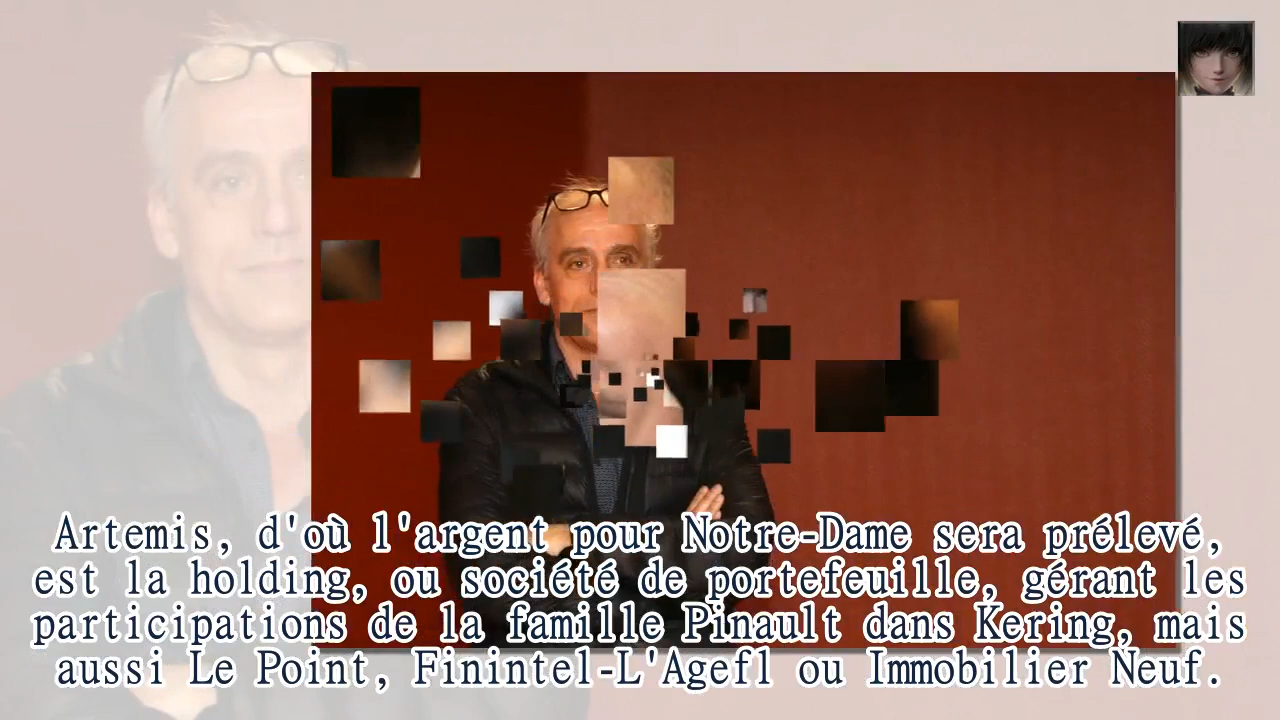 Artemis, d'où l'argent pour Notre-Dame sera prélevé,
est la holding, ou société de portefeuille, gérant les
participations de la famille Pinault dans Kering, mais
aussi Le Point, Finintel-L'Agefl ou Immobilier Neuf.